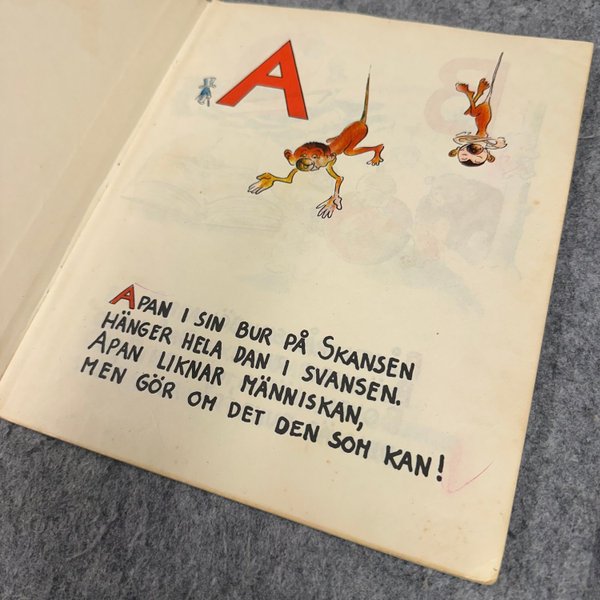 A
APAN I SIN BUR PÅ SKANSEN
HÄNGER HELA DAN I SVANSEN.
APAN LIKNAR MÄNNISKAN,
MEN GÖR OM DET DEN SOM KAN!